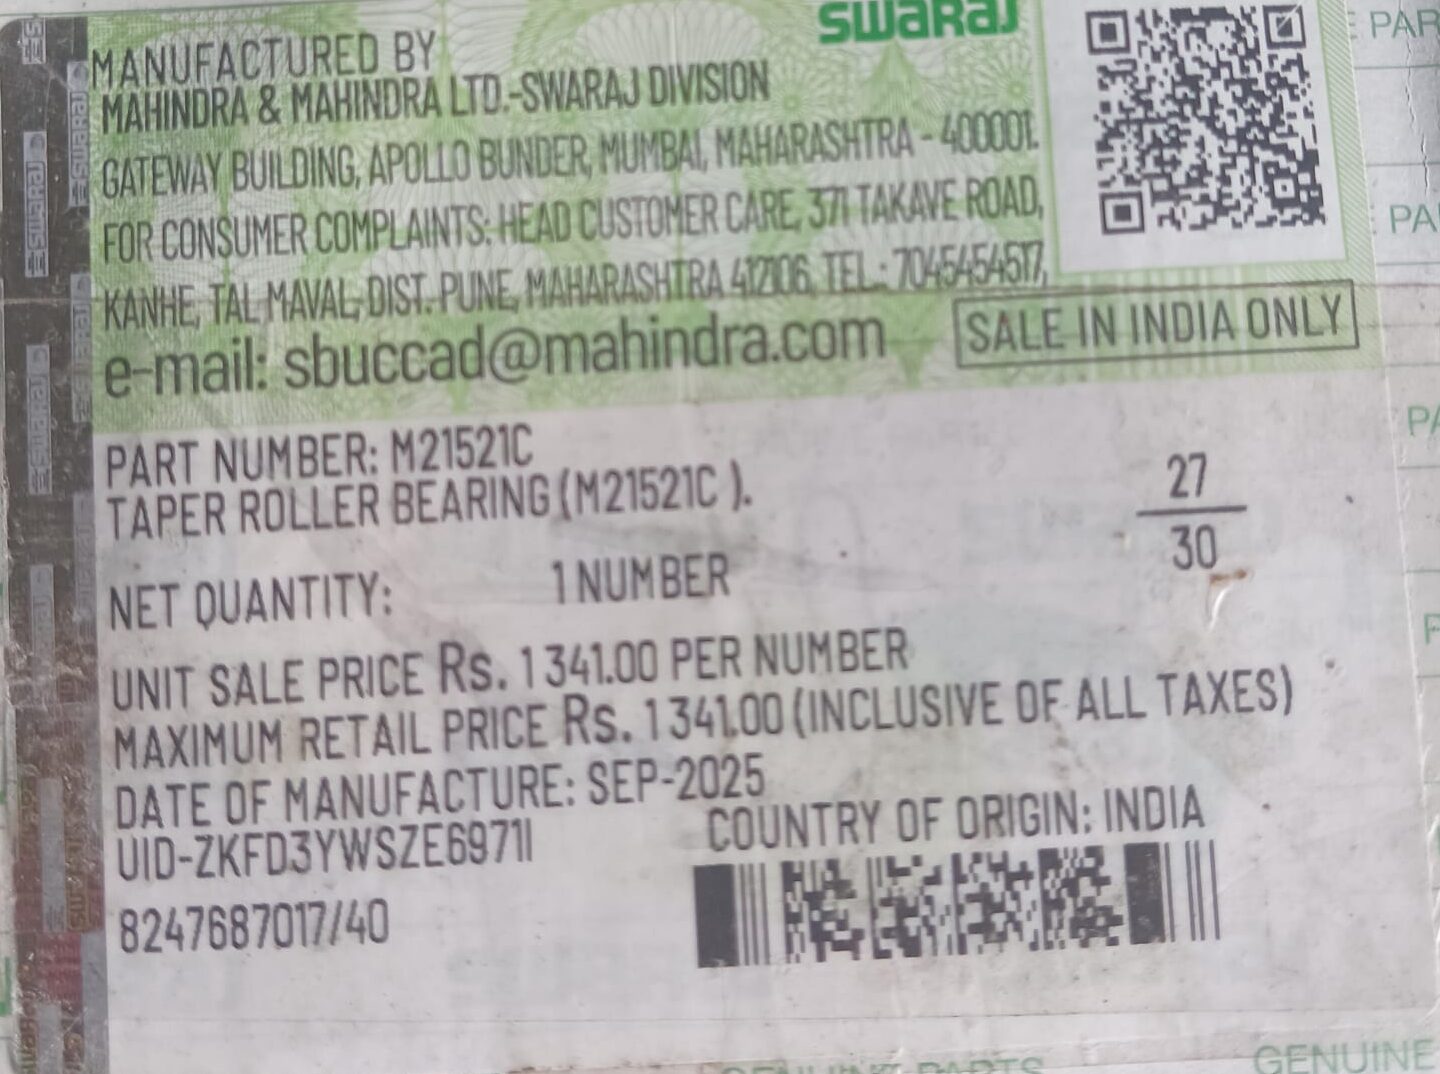 swaraj
MANUFACTURED BY
MAHINDRA & MAHINDRA LTD.-SWARAJ DIVISION
GATEWAY BUILDING, APOLLO BUNDER, MUMBAI, MAHARASHTRA - 400001.
FOR CONSUMER COMPLAINTS: HEAD CUSTOMER CARE, 371 TAKAVE ROAD,
KANHE, TAL MAVAL, DIST. PUNE, MAHARASHTRA 412106, TEL.: 7045454517,
e-mail: sbuccad@mahindra.com
SALE IN INDIA ONLY
PART NUMBER: M21521C
TAPER ROLLER BEARING (M21521C ).
27
30
NET QUANTITY: 1 NUMBER
UNIT SALE PRICE Rs. 1341.00 PER NUMBER
MAXIMUM RETAIL PRICE Rs. 1341.00 (INCLUSIVE OF ALL TAXES)
DATE OF MANUFACTURE: SEP-2025
COUNTRY OF ORIGIN: INDIA
UID-ZKFD3YWSZE6971I
8247687017/40
GENUINE PARTS
GENUINE